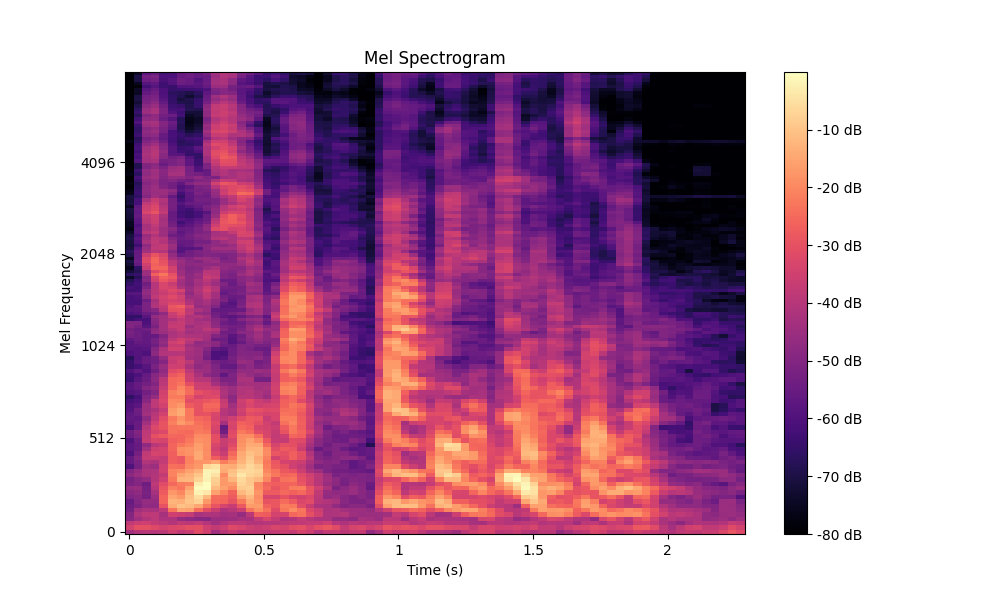 Mel Spectrogram
Mel Frequency
4096
2048
1024
512
0
0
0.5
1
1.5
2
Time (s)
-10 dB
-20 dB
-30 dB
-40 dB
-50 dB
-60 dB
-70 dB
-80 dB